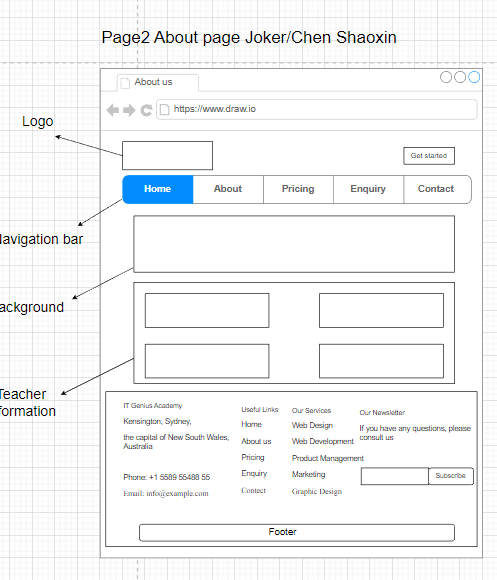 Page2 About page Joker/Chen Shaoxin
About us
https://www.draw.io
Logo
Get started
Home About Pricing Enquiry Contact
avigation bar
ackground
Teacher
formation
IT Genius Academy
Kensington, Sydney,
the capital of New South Wales,
Australia
Phone: +1 5589 55488 55
Email: info@example.com
Useful Links
Home
About us
Pricing
Enquiry
Contect
Our Services
Web Design
Web Development
Product Management
Marketing
Graphic Design
Our Newsletter
If you have any questions, please
consult us
Subscribe
Footer